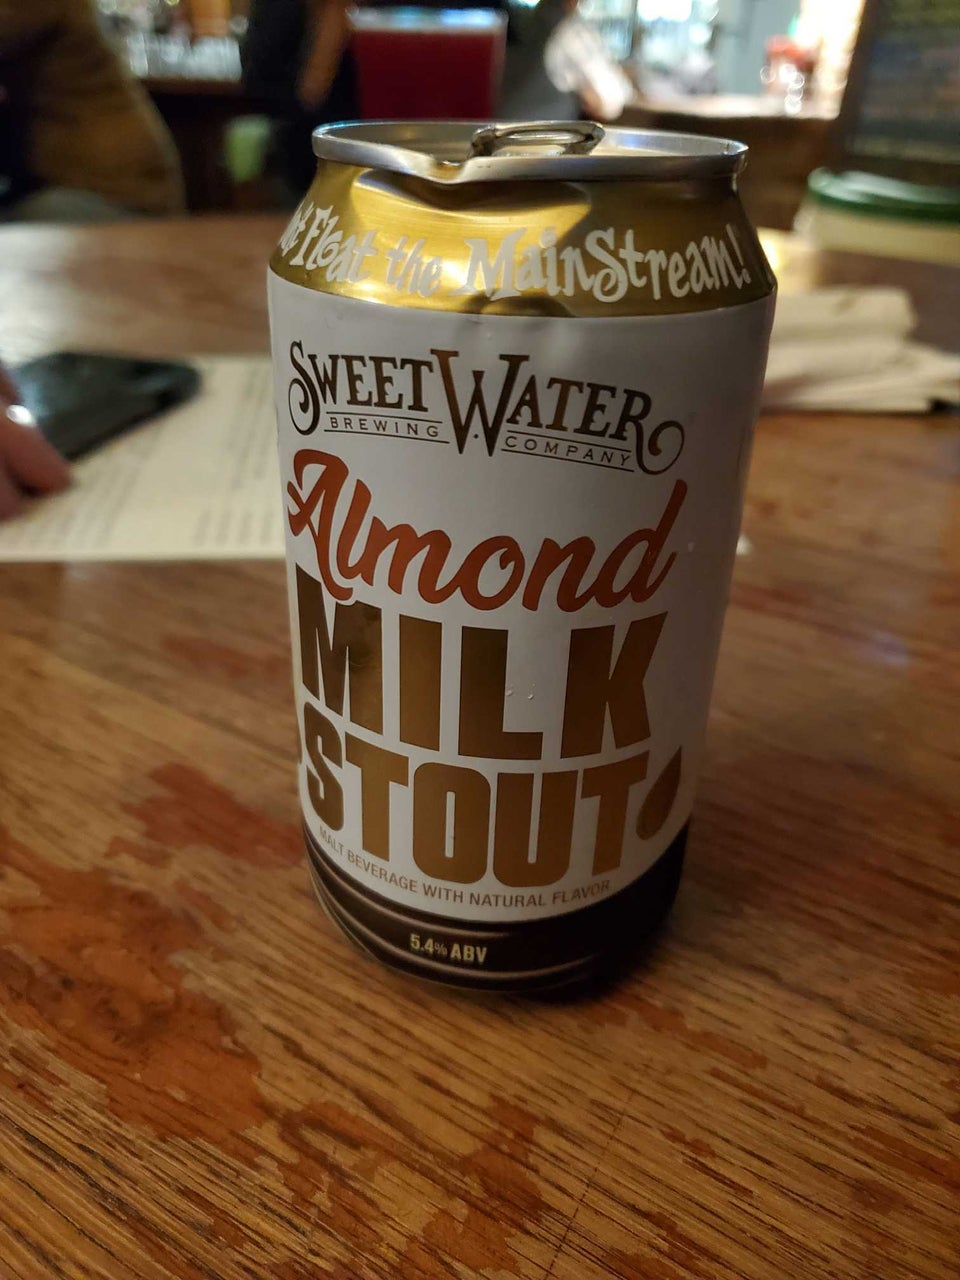 Float the MainStream!
SWEETWATER
BREWING COMPANY
Almond
MILK
STOUT
MALT BEVERAGE WITH NATURAL FLAVOR
5.4% ABV